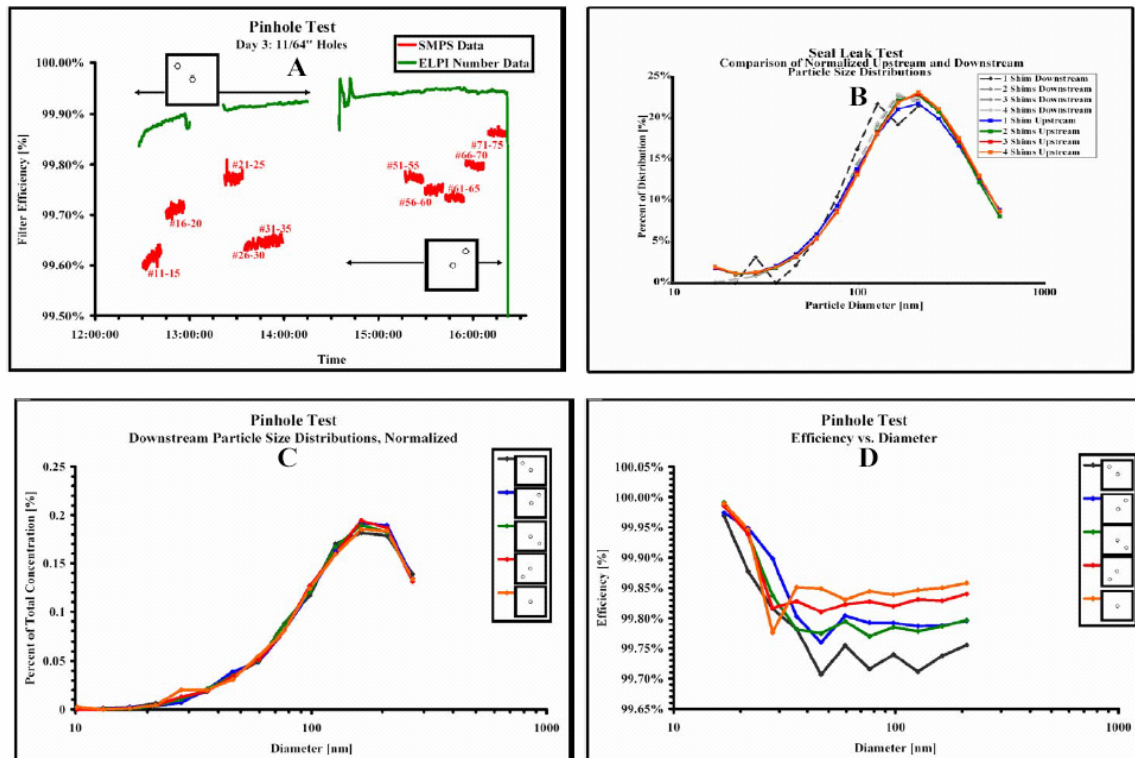 Pinhole Test
Day 3: 11/64" Holes
A
SMPS Data
ELPI Number Data
Filter Efficiency [%]
100.00%
99.90%
99.80%
99.70%
99.60%
99.50%
#11-15
#16-20
#21-25
#26-30
#31-35
#51-55
#56-60
#61-65
#66-70
#71-75
12:00:00
13:00:00
14:00:00
15:00:00
16:00:00
Time
Seal Leak Test
Comparison of Normalized Upstream and Downstream
Particle Size Distributions
B
1 Shim Downstream
2 Shims Downstream
3 Shims Downstream
4 Shims Downstream
1 Shim Upstream
2 Shims Upstream
3 Shims Upstream
4 Shims Upstream
Percent of Distribution [%]
25%
20%
15%
10%
5%
0%
10
100
1000
Particle Diameter [nm]
Pinhole Test
Downstream Particle Size Distributions, Normalized
C
Percent of Total Concentration [%]
0.25
0.2
0.15
0.1
0.05
0
10
100
1000
Diameter [nm]
Pinhole Test
Efficiency vs. Diameter
D
Efficiency [%]
100.05%
100.00%
99.95%
99.90%
99.85%
99.80%
99.75%
99.70%
99.65%
10
100
1000
Diameter [nm]